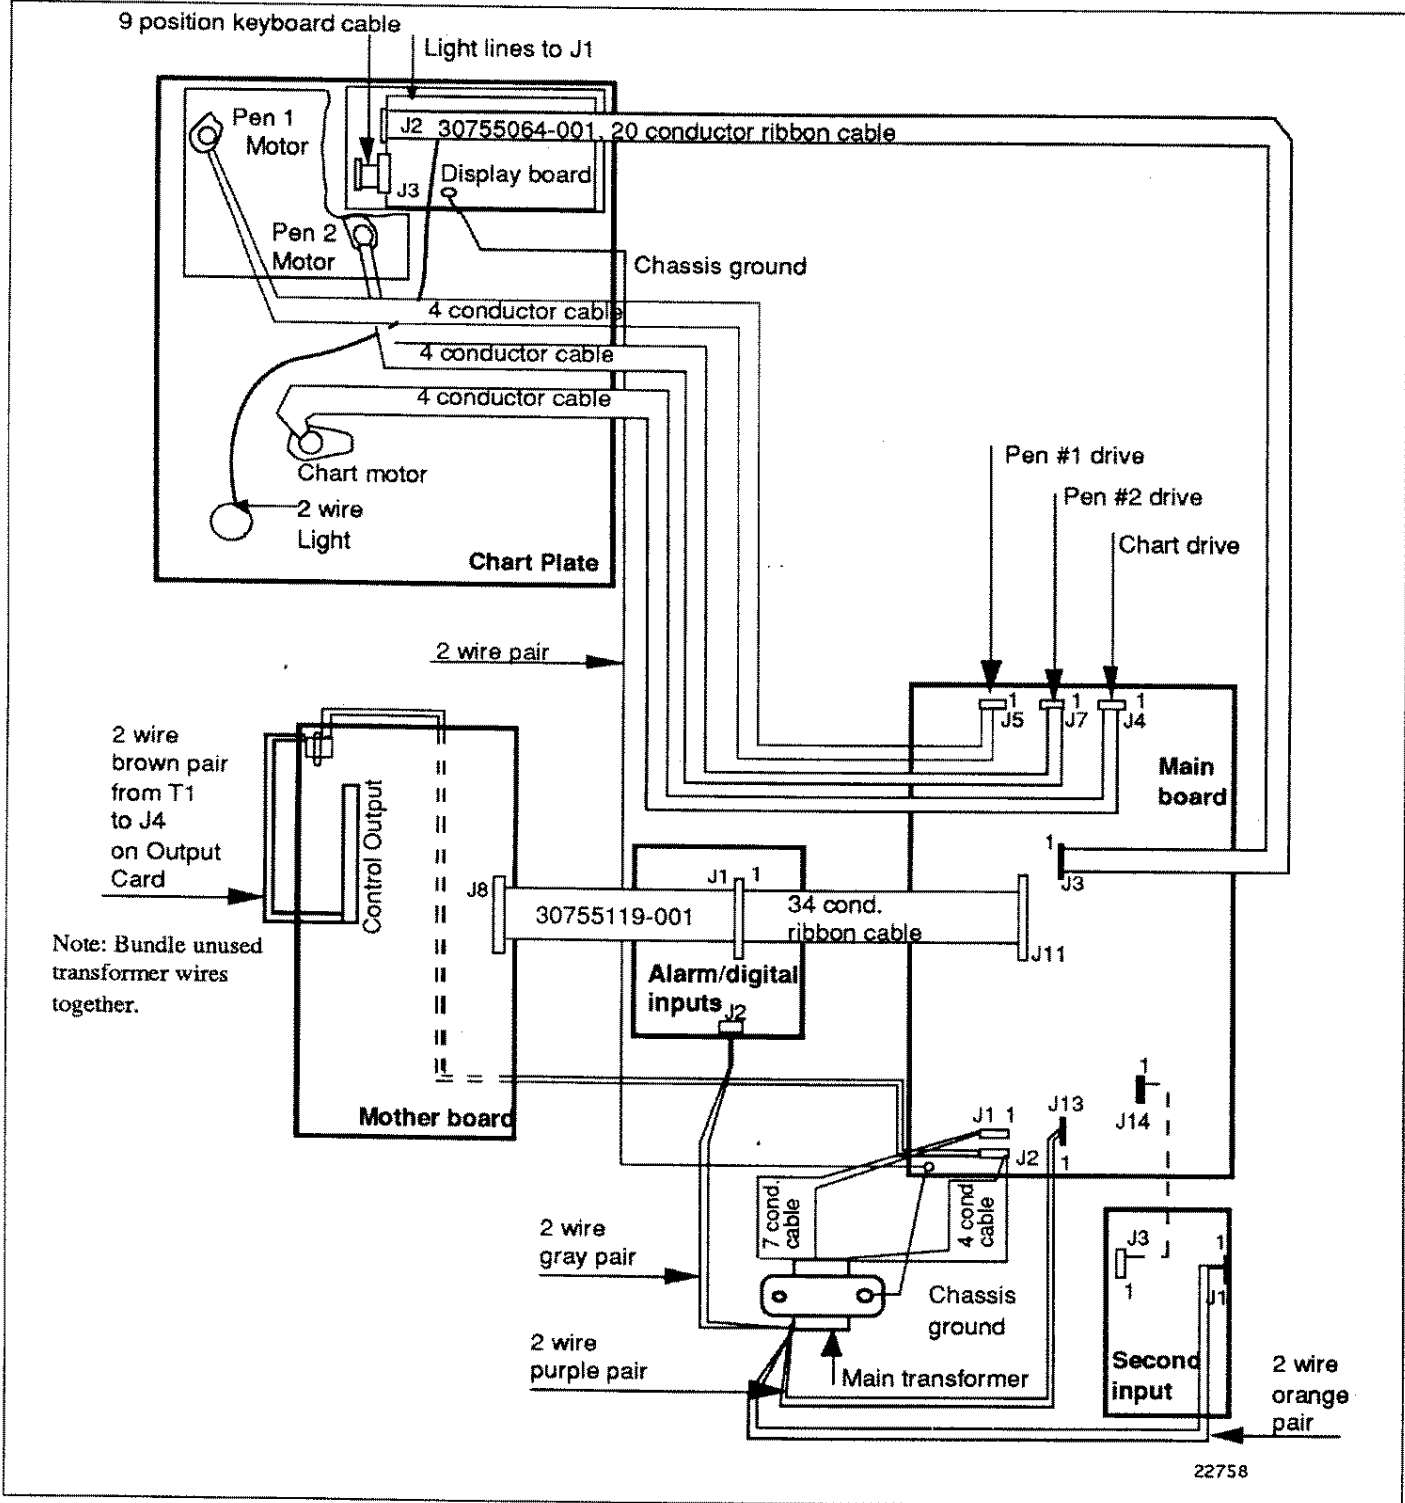 9 position keyboard cable
Light lines to J1
Pen 1
Motor
J2
30755064-001, 20 conductor ribbon cable
J3
Display board
Pen 2
Motor
Chassis ground
4 conductor cable
4 conductor cable
4 conductor cable
Chart motor
2 wire
Light
Chart Plate
Pen #1 drive
Pen #2 drive
Chart drive
2 wire pair
1
J5
1
J7
1
J4
Main
board
2 wire
brown pair
from T1
to J4
on Output
Card
Control Output
Note: Bundle unused
transformer wires
together.
J8
30755119-001
J1
1
34 cond.
ribbon cable
J11
1
J3
Alarm/digital
inputs
J2
Mother board
J1 1
J2
J13
1
1
J14
7 cond.
cable
4 cond
cable
2 wire
gray pair
Chassis
ground
2 wire
purple pair
Main transformer
J3
1
1
J1
Second
input
2 wire
orange
pair
22758